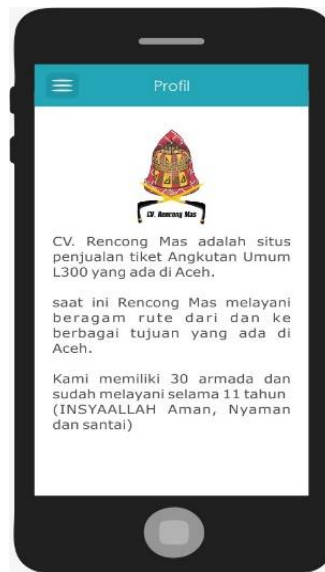 Profil
CV. Rencong Mas
CV. Rencong Mas adalah situs
penjualan tiket Angkutan Umum
L300 yang ada di Aceh.
saat ini Rencong Mas melayani
beragam rute dari dan ke
berbagai tujuan yang ada di
Aceh.
Kami memiliki 30 armada dan
sudah melayani selama 11 tahun
(INSYAALLAH Aman, Nyaman
dan santai)